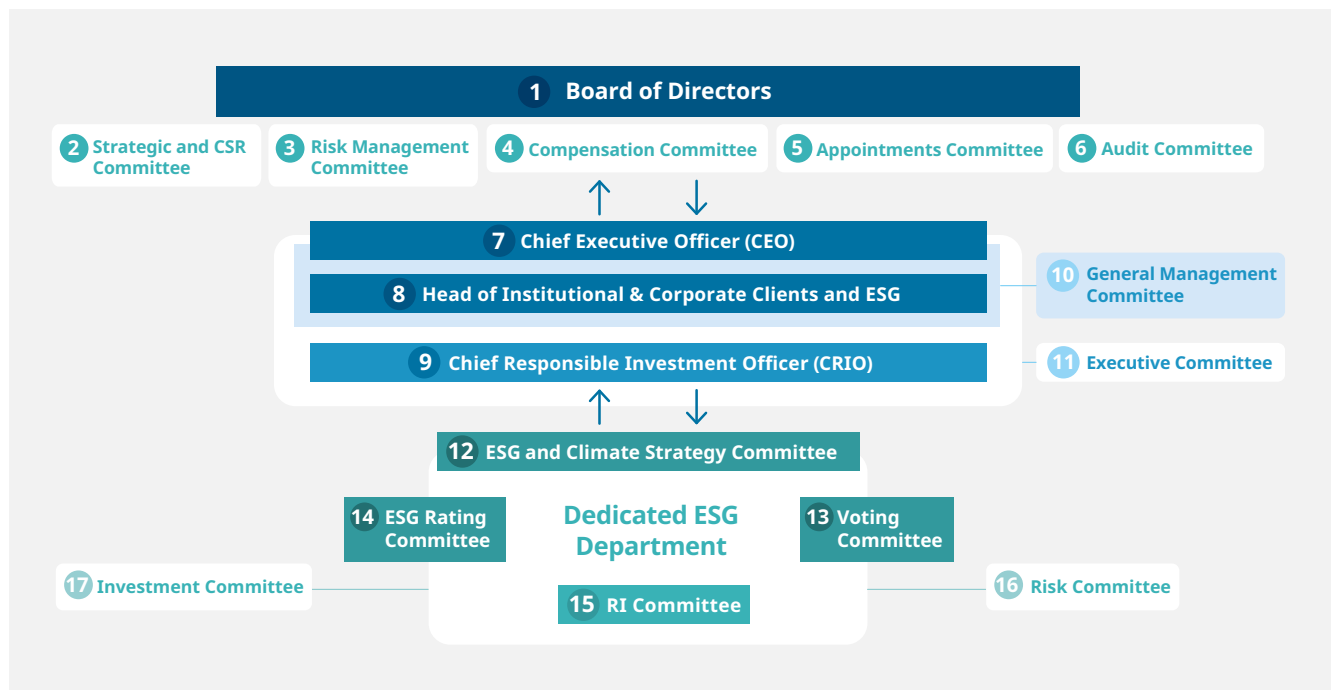 1 Board of Directors
2 Strategic and CSR
Committee
3 Risk Management
Committee
4 Compensation Committee
5 Appointments Committee
6 Audit Committee
7 Chief Executive Officer (CEO)
8 Head of Institutional & Corporate Clients and ESG
10 General Management
Committee
9 Chief Responsible Investment Officer (CRIO)
11 Executive Committee
12 ESG and Climate Strategy Committee
14 ESG Rating
Committee
Dedicated ESG
Department
13 Voting
Committee
17 Investment Committee
15 RI Committee
16 Risk Committee